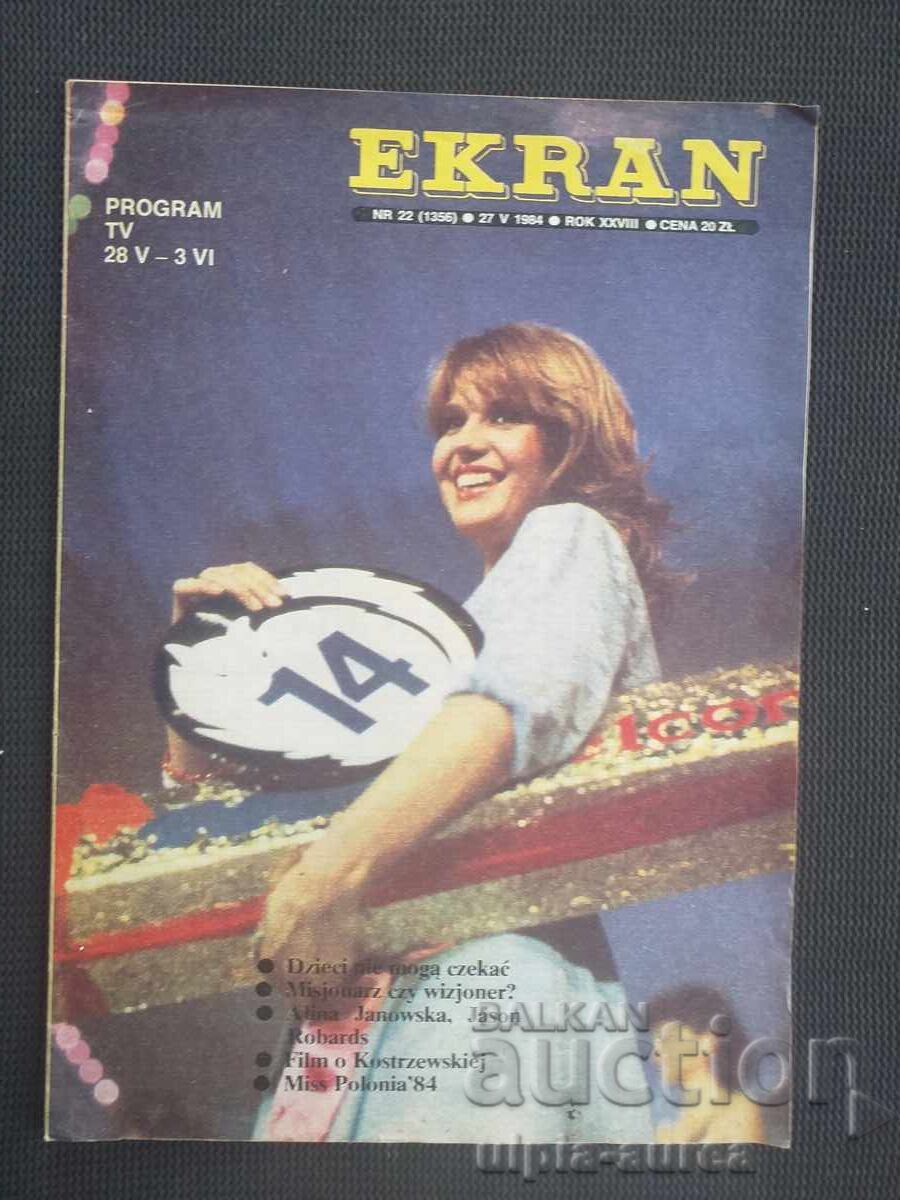 EKRAN
NR 22 (1356) ● 27 V 1984 ● ROK XXVIII ● CENA 20 ZŁ
PROGRAM
TV
28 V – 3 VI
14
● Dzieci nie mogą czekać
● Misjonarz czy wizjoner?
● Alina Janowska, Jason
Robards
● Film o Kostrzewskiej
● Miss Polonia'84
BALKAN
auction
ulpia-aurea